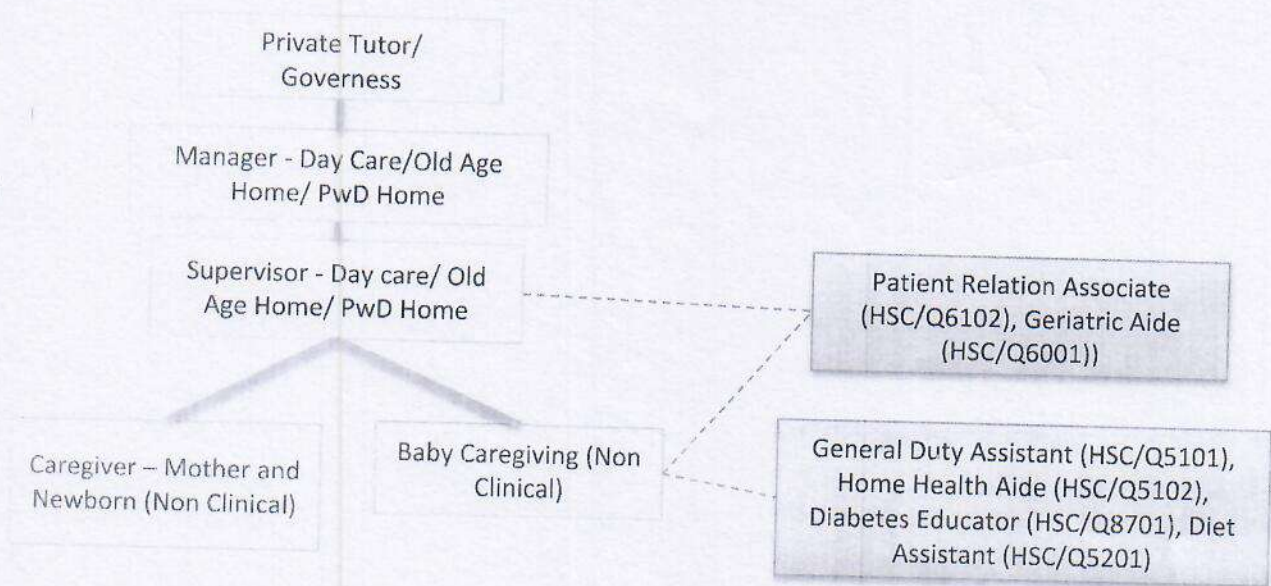 Private Tutor/
Governess
Manager - Day Care/Old Age
Home/ PwD Home
Supervisor - Day care/ Old
Age Home/ PwD Home
Patient Relation Associate
(HSC/Q6102), Geriatric Aide
(HSC/Q6001))
Caregiver – Mother and
Newborn (Non Clinical)
Baby Caregiving (Non
Clinical)
General Duty Assistant (HSC/Q5101),
Home Health Aide (HSC/Q5102),
Diabetes Educator (HSC/Q8701), Diet
Assistant (HSC/Q5201)